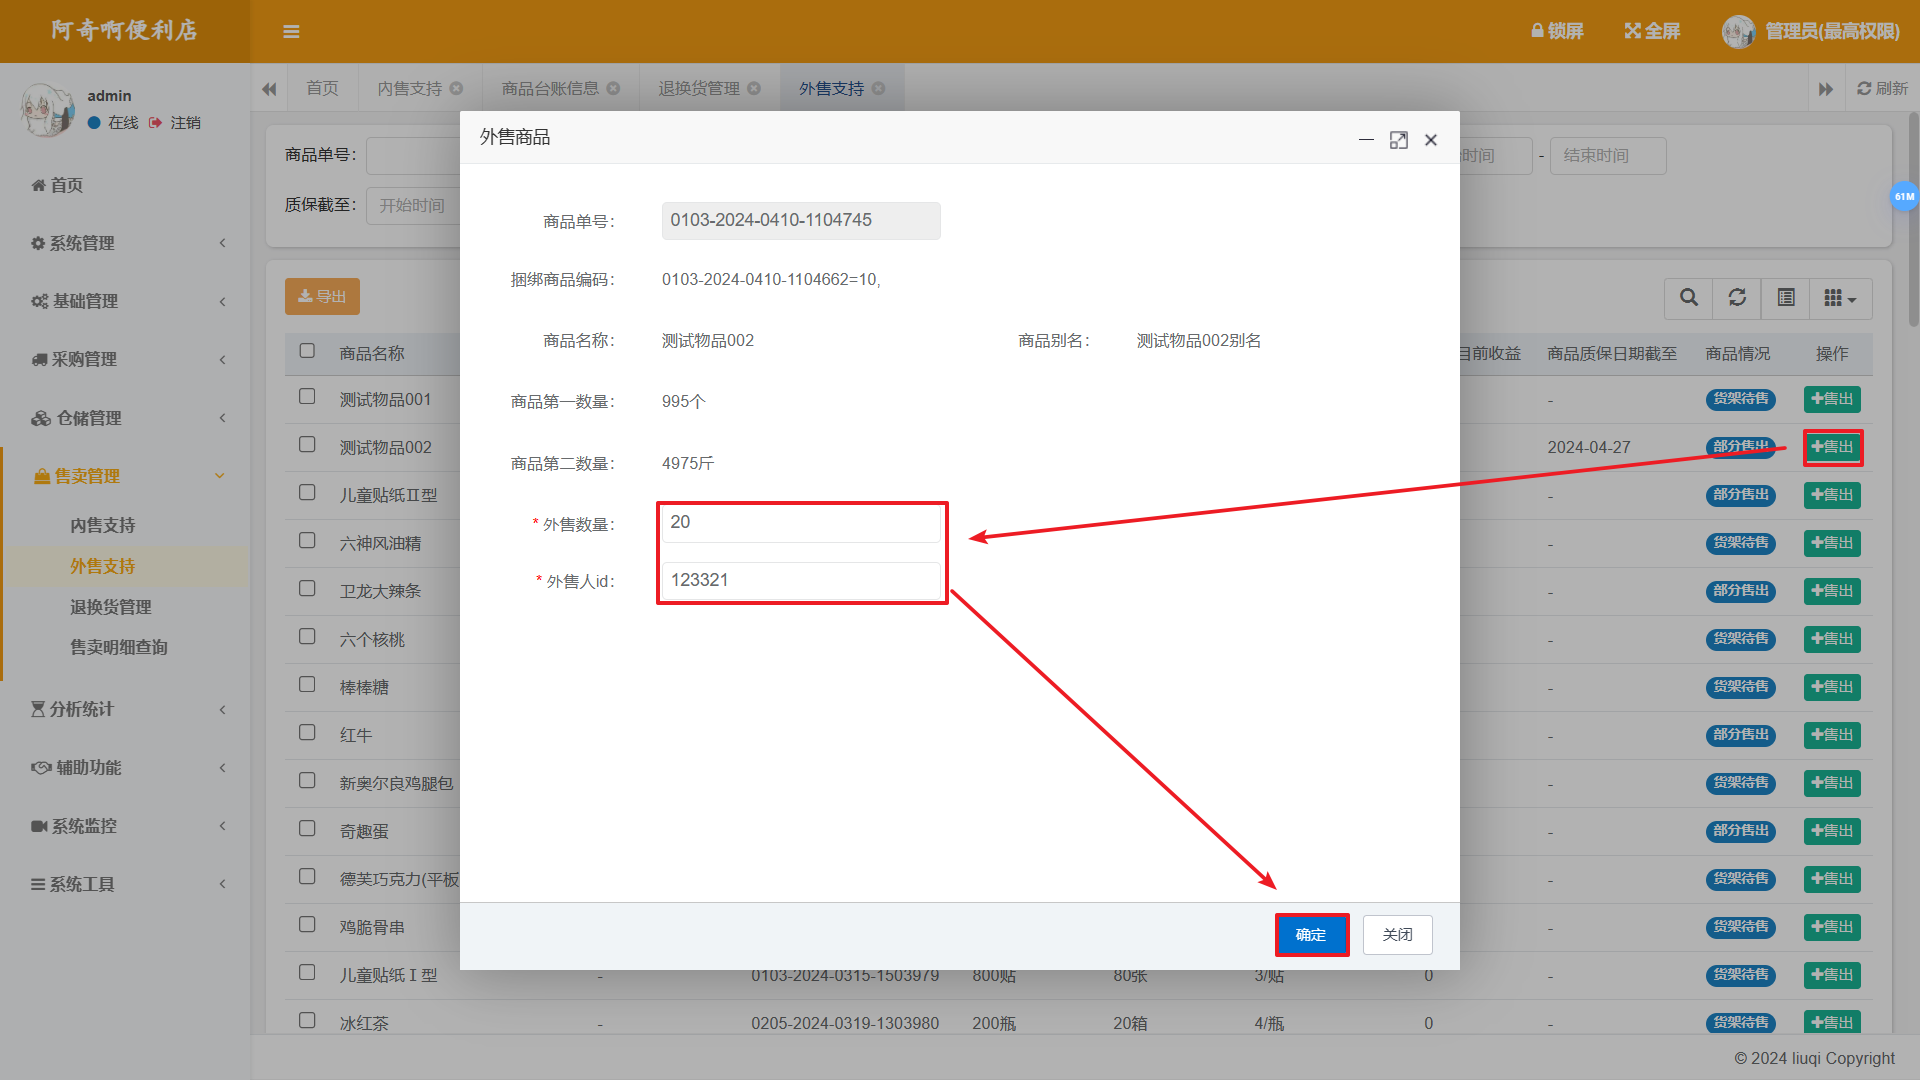 阿奇啊便利店
锁屏
全屏
管理员(最高权限)
admin
在线
注销
首页
内售支持
商品台账信息
退换货管理
外售支持
刷新
首页
系统管理
基础管理
采购管理
仓储管理
售卖管理
内售支持
外售支持
退换货管理
售卖明细查询
分析统计
辅助功能
系统监控
系统工具
商品单号：
时间
-
结束时间
质保截至：
开始时间
61M
导出
商品名称
目前收益
商品质保日期截至
商品情况
操作
测试物品001
-
货架待售
售出
测试物品002
2024-04-27
部分售出
售出
儿童贴纸Ⅱ型
-
部分售出
售出
六神风油精
-
货架待售
售出
卫龙大辣条
-
部分售出
售出
六个核桃
-
货架待售
售出
棒棒糖
-
货架待售
售出
红牛
-
部分售出
售出
新奥尔良鸡腿包
-
货架待售
售出
奇趣蛋
-
部分售出
售出
德芙巧克力(平板
-
货架待售
售出
鸡脆骨串
-
货架待售
售出
儿童贴纸Ⅰ型
-
0103-2024-0315-1503979
800贴
80张
3/贴
0
-
货架待售
售出
冰红茶
-
0205-2024-0319-1303980
200瓶
20箱
4/瓶
0
-
货架待售
售出
外售商品
商品单号：
0103-2024-0410-1104745
捆绑商品编码：
0103-2024-0410-1104662=10,
商品名称：
测试物品002
商品别名：
测试物品002别名
商品第一数量：
995个
商品第二数量：
4975斤
* 外售数量：
20
* 外售人id：
123321
确定
关闭
© 2024 liuqi Copyright